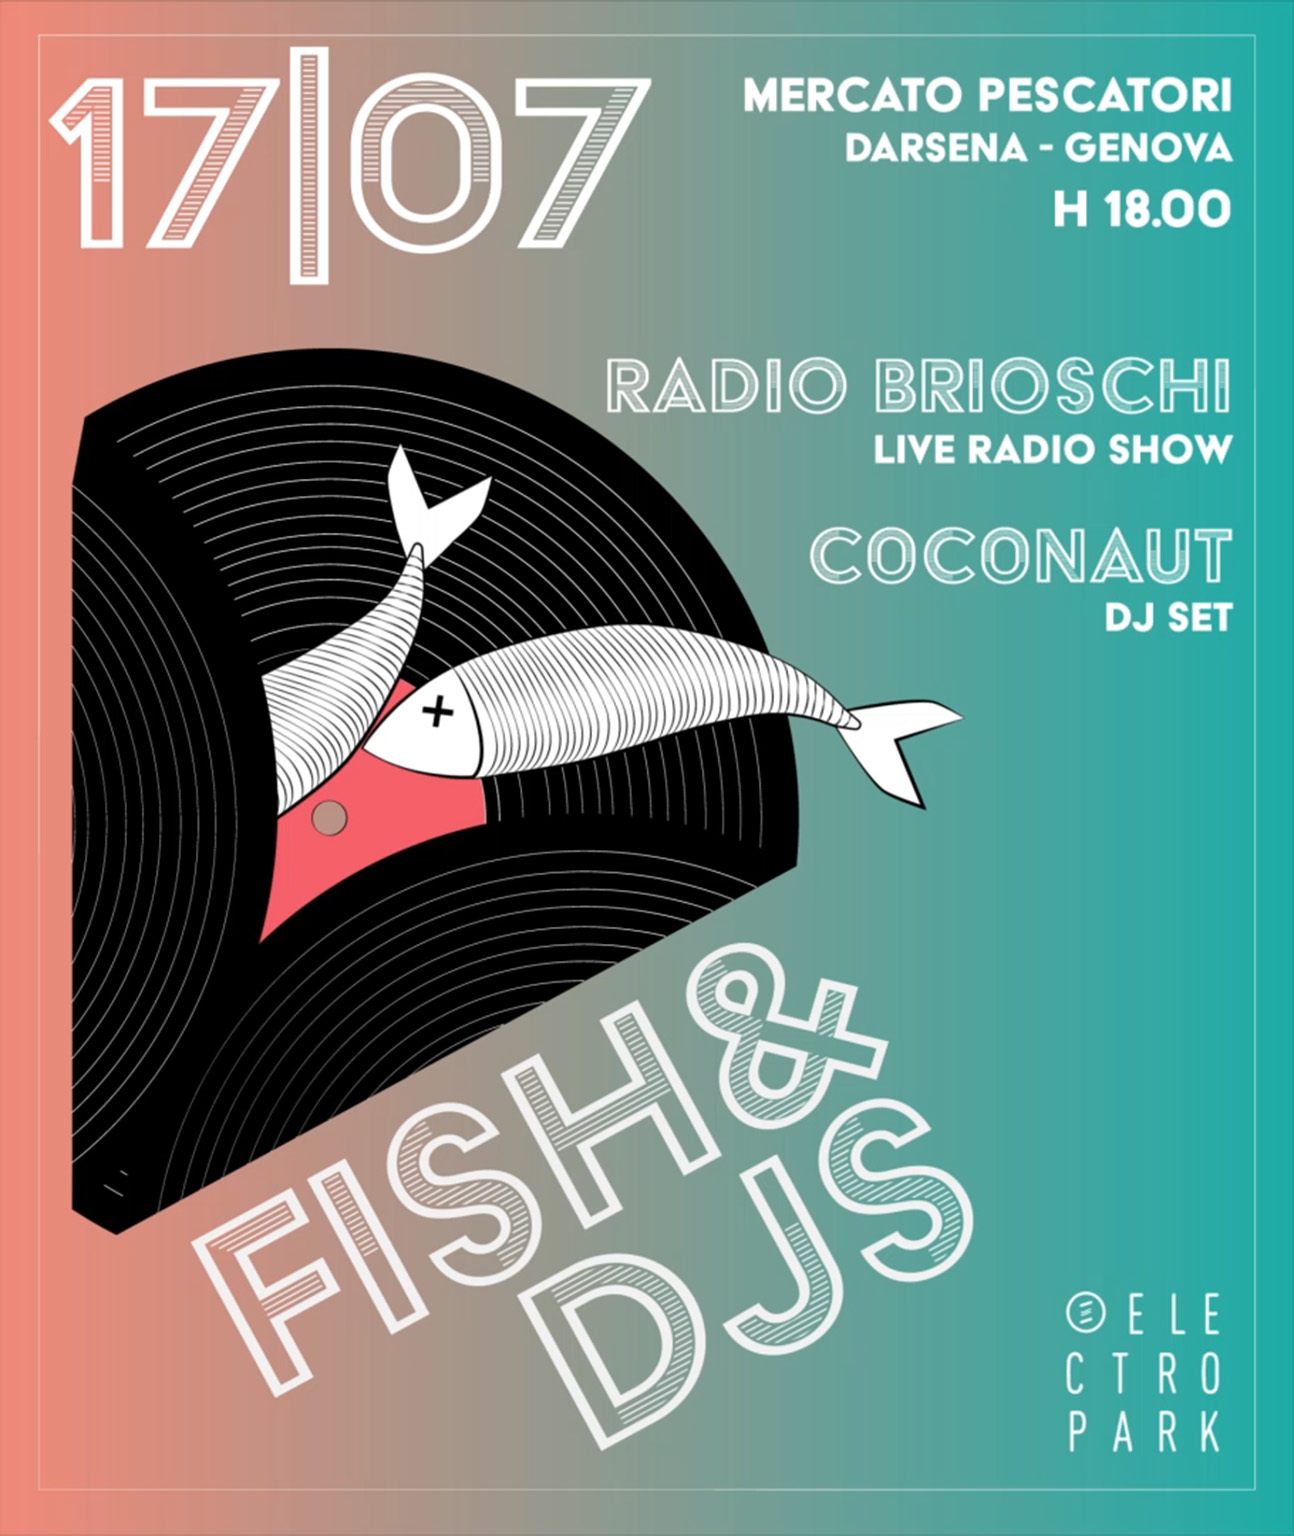 17|07
MERCATO PESCATORI
DARSENA - GENOVA
H 18.00
RADIO BRIOSCHI
LIVE RADIO SHOW
COCONAUT
DJ SET
FISH&
DJS
ELE
CTRO
PARK